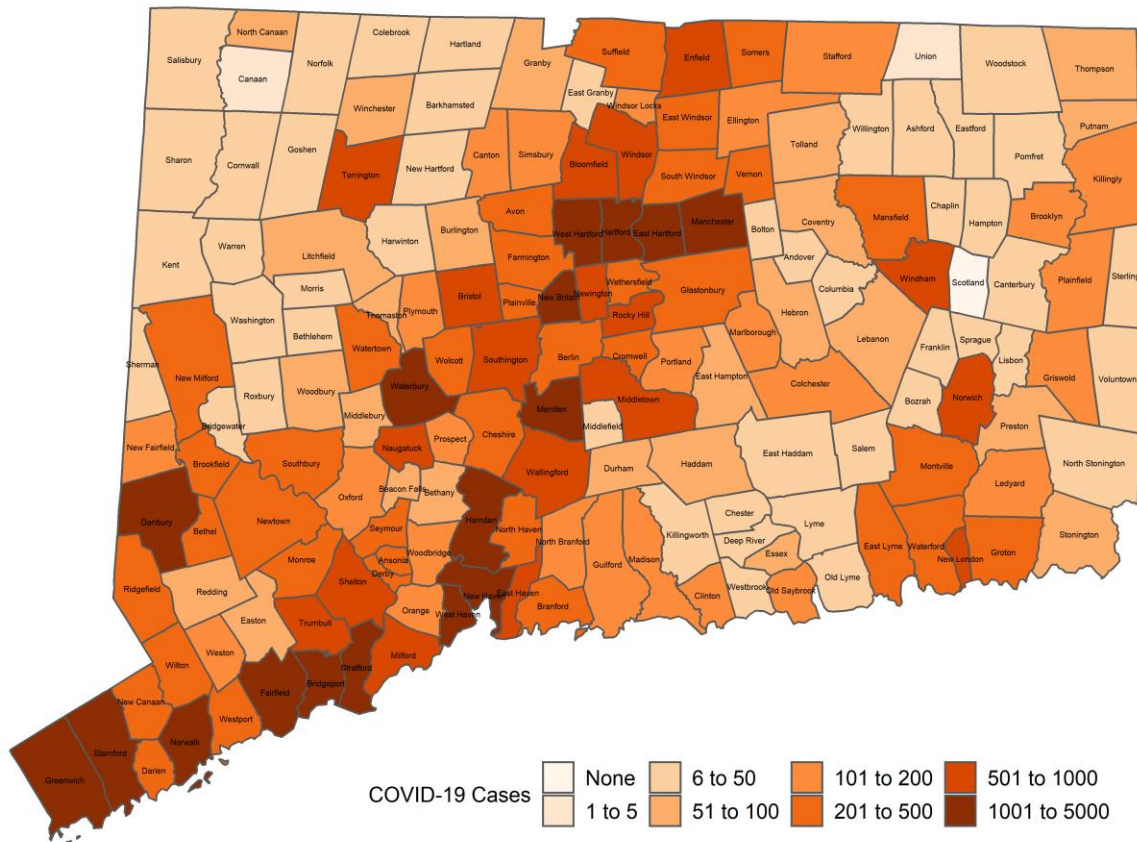 North Canaan
Colebrook
Hartland
Salisbury
Norfolk
Canaan
Granby
Suffield
Enfield
Somers
Stafford
Union
Woodstock
Thompson
East Granby
Windsor Locks
Winchester
Barkhamsted
East Windsor
Ellington
Putnam
Willington
Ashford
Eastford
Tolland
Pomfret
Sharon
Cornwall
Goshen
Torrington
New Hartford
Canton
Simsbury
Bloomfield
Windsor
South Windsor
Vernon
Killingly
Mansfield
Chaplin
Hampton
Brooklyn
Avon
West Hartford
Hartford
East Hartford
Manchester
Bolton
Coventry
Kent
Warren
Litchfield
Harwinton
Burlington
Farmington
Andover
Windham
Scotland
Canterbury
Plainfield
Sterling
Morris
Bristol
Plainville
New Britain
Newington
Wethersfield
Glastonbury
Columbia
Hebron
Washington
Bethlehem
Thomaston
Plymouth
Rocky Hill
Marlborough
Lebanon
Franklin
Sprague
Lisbon
Sherman
New Milford
Watertown
Wolcott
Southington
Berlin
Cromwell
Portland
East Hampton
Colchester
Griswold
Voluntown
Roxbury
Woodbury
Waterbury
Meriden
Middletown
Bozrah
Norwich
Bridgewater
Middlebury
Middlefield
Preston
New Fairfield
Brookfield
Southbury
Naugatuck
Prospect
Cheshire
Wallingford
Durham
Haddam
East Haddam
Salem
Montville
North Stonington
Oxford
Beacon Falls
Bethany
Ledyard
Danbury
Bethel
Newtown
Seymour
Hamden
North Haven
North Branford
Killingworth
Chester
Lyme
Deep River
Essex
East Lyme
Waterford
New London
Groton
Stonington
Monroe
Ansonia
Derby
Woodbridge
Guilford
Madison
Ridgefield
Redding
Shelton
Orange
New Haven
East Haven
West Haven
Branford
Clinton
Westbrook
Old Saybrook
Old Lyme
Easton
Trumbull
Milford
Wilton
Weston
Stratford
Bridgeport
Fairfield
New Canaan
Westport
Norwalk
Stamford
Greenwich
Darien
COVID-19 Cases
None
6 to 50
101 to 200
501 to 1000
1 to 5
51 to 100
201 to 500
1001 to 5000